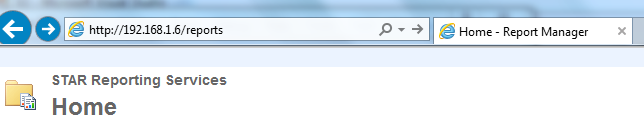 http://192.168.1.6/reports
Home - Report Manager
STAR Reporting Services
Home